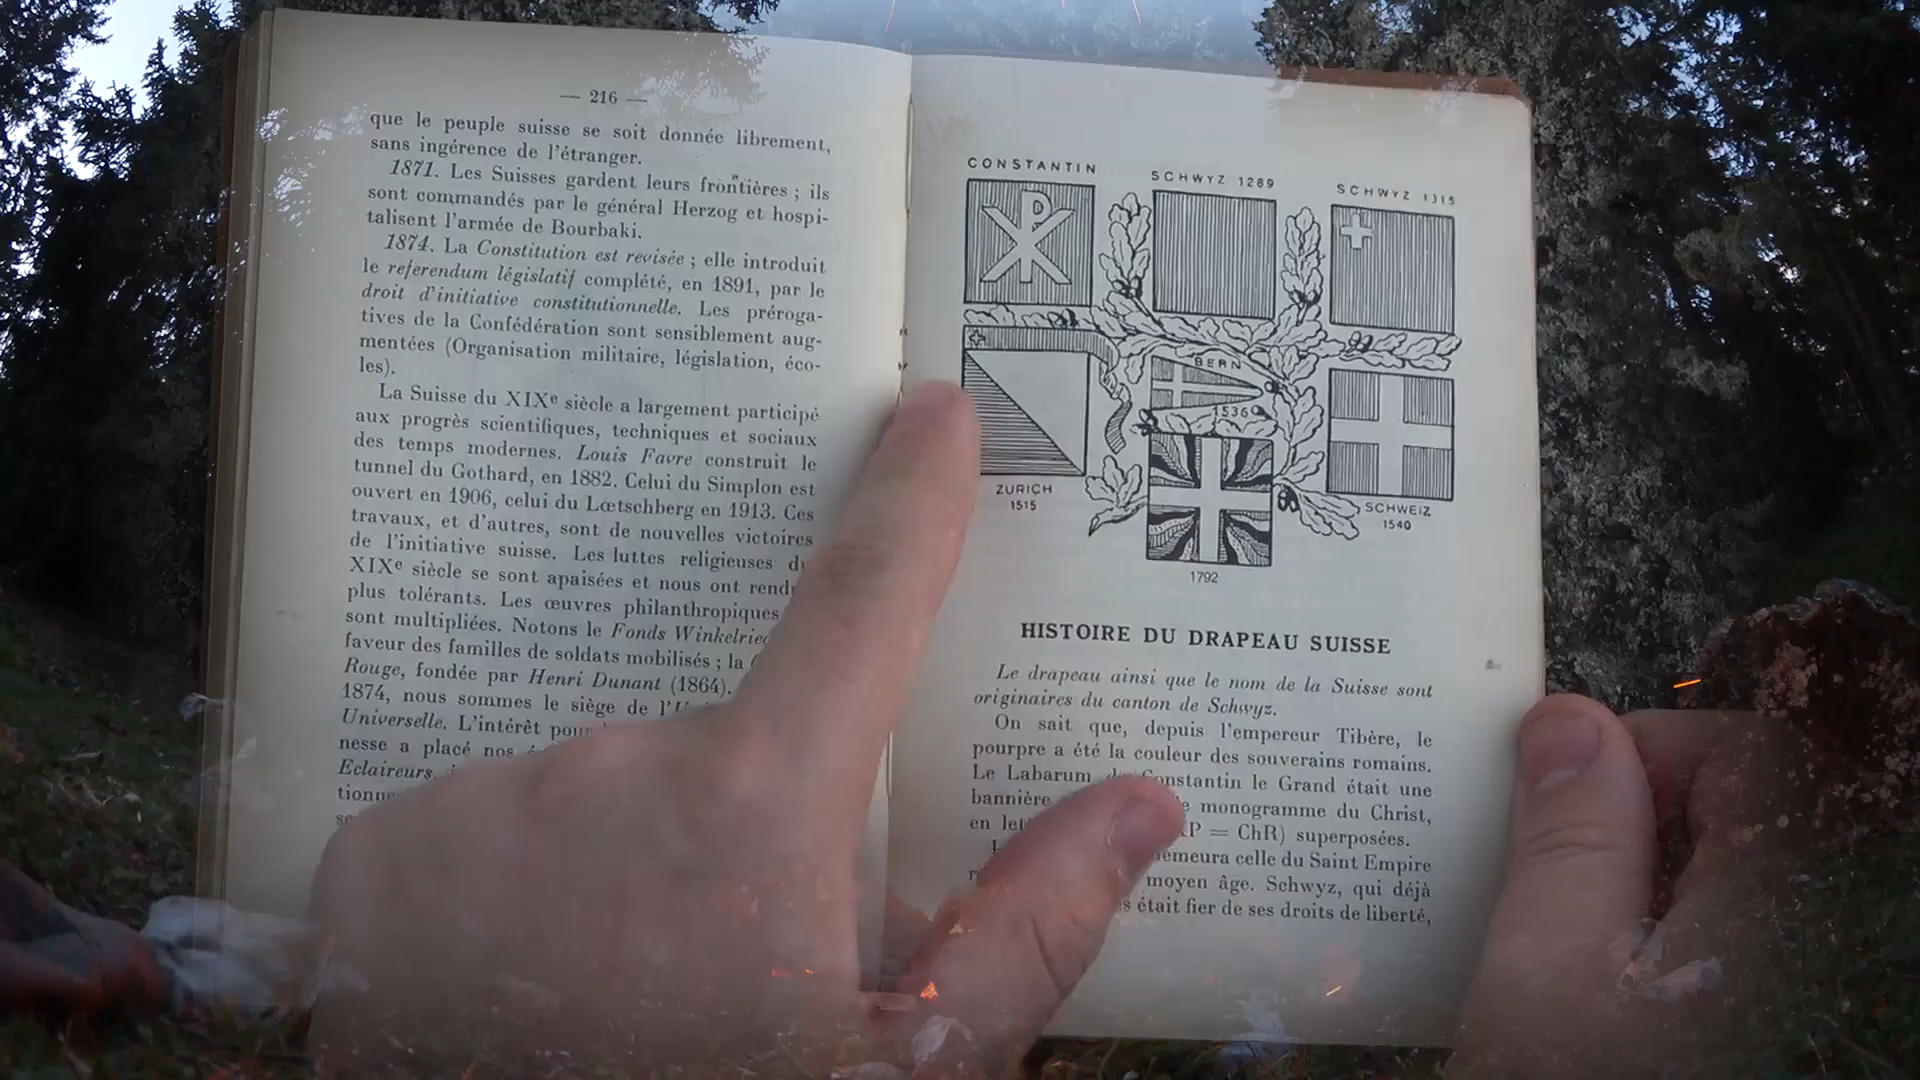 — 216 —
que le peuple suisse se soit donnée librement,
sans ingérence de l'étranger.
1871. Les Suisses gardent leurs frontières ; ils
sont commandés par le général Herzog et hospi-
talisent l'armée de Bourbaki.
1874. La Constitution est revisée ; elle introduit
le referendum législatif complété, en 1891, par le
droit d'initiative constitutionnelle. Les préroga-
tives de la Confédération sont sensiblement aug-
mentées (Organisation militaire, législation, éco-
les).
La Suisse du XIXe siècle a largement participé
aux progrès scientifiques, techniques et sociaux
des temps modernes. Louis Favre construit le
tunnel du Gothard, en 1882. Celui du Simplon est
ouvert en 1906, celui du Lœtschberg en 1913. Ces
travaux, et d'autres, sont de nouvelles victoires
de l'initiative suisse. Les luttes religieuses
XIXe siècle se sont apaisées et nous ont
plus tolérants. Les œuvres philanthropiques
sont multipliées. Notons le Fonds
faveur des familles de soldats mobilisés ; la
Rouge, fondée par Henri Dunant (1864).
1874, nous sommes le siège de
Universelle. L'intérêt
nesse a placé nos
Eclaireurs,
CONSTANTIN
SCHWYZ 1289
SCHWYZ 1315
BERN
1536
ZURICH
1515
SCHWEIZ
1540
1792
HISTOIRE DU DRAPEAU SUISSE
Le drapeau ainsi que le nom de la Suisse sont
originaires du canton de Schwyz.
On sait que, depuis l'empereur Tibère, le
pourpre a été la couleur des souverains romains.
Le Labarum Constantin le Grand était une
bannière monogramme du Christ,
en = ChR) superposées.
demeura celle du Saint Empire
moyen âge. Schwyz, qui déjà
était fier de ses droits de liberté,